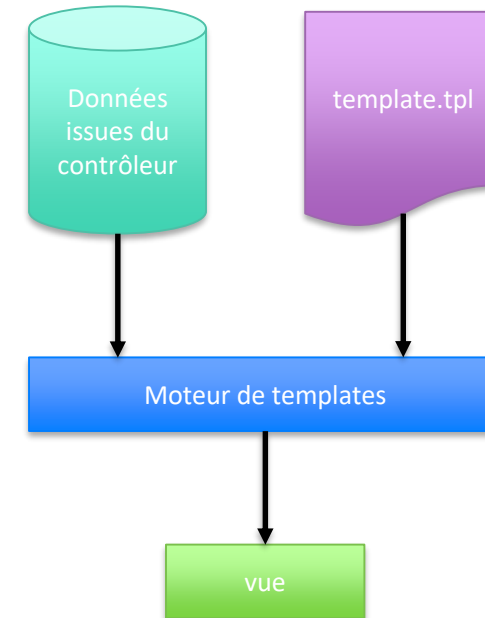 Données
issues du
contrôleur
template.tpl
Moteur de templates
vue